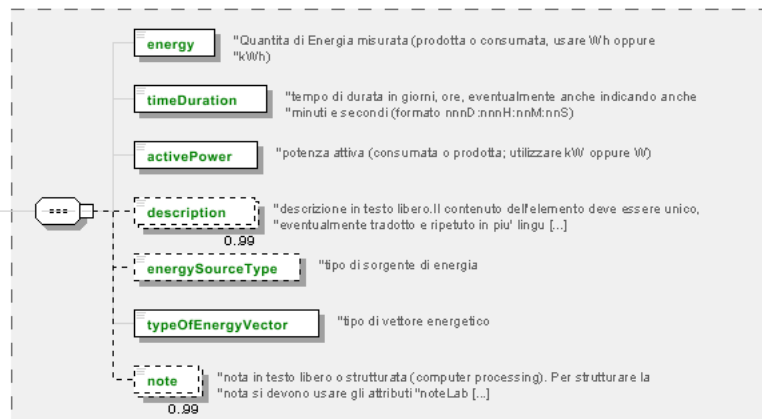 energy
"Quantita di Energia misurata (prodotta o consumata, usare Wh oppure
"kWh)
timeDuration
"tempo di durata in giorni, ore, eventualmente anche indicando anche
"minuti e secondi (formato nnnD:nnnH:nnM:nnS)
activePower
"potenza attiva (consumata o prodotta; utilizzare kW oppure W)
description
"descrizione in testo libero.Il contenuto dell'elemento deve essere unico,
"eventualmente tradotto e ripetuto in piu' lingu [...]
0..99
energySourceType
"tipo di sorgente di energia
typeOfEnergyVector
"tipo di vettore energetico
note
"nota in testo libero o strutturata (computer processing). Per strutturare la
"nota si devono usare gli attributi "noteLab [...]
0..99